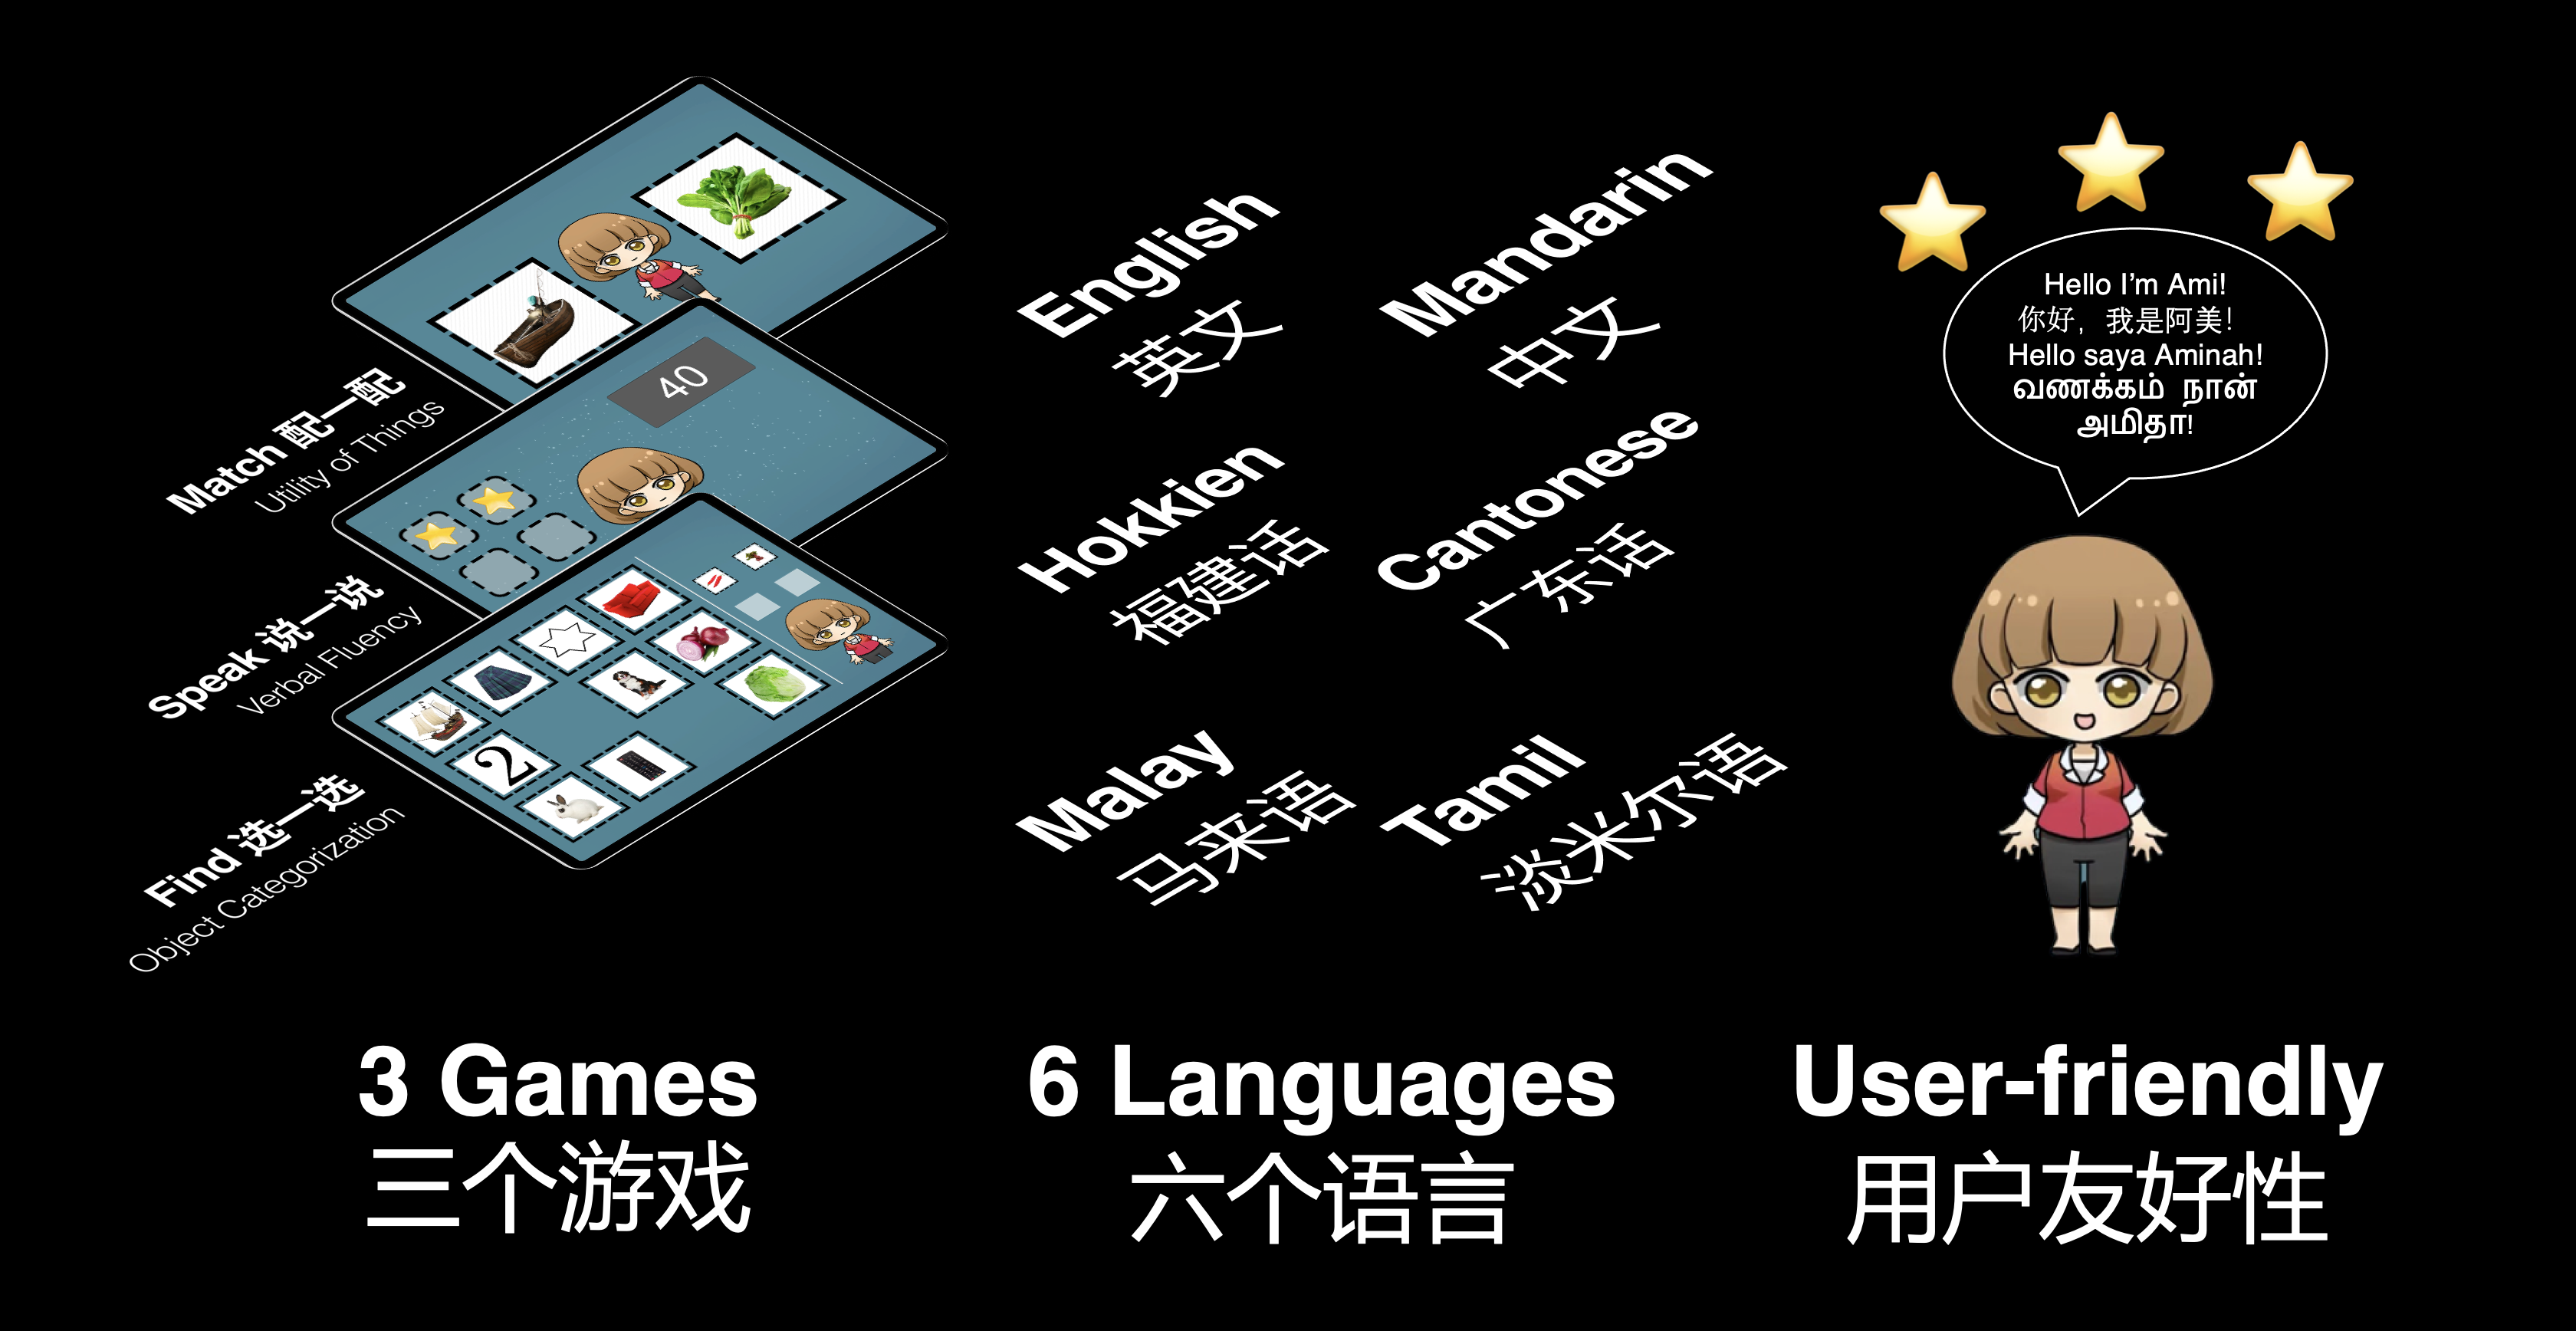 Match 配一配
Utility of Things
40
Speak 说一说
Verbal Fluency
2
Find 选一选
Object Categorization
3 Games
三个游戏
English
英文
Mandarin
中文
Hokkien
福建话
Cantonese
广东话
Malay
马来语
Tamil
淡米尔语
6 Languages
六个语言
Hello I’m Ami!
你好，我是阿美！
Hello saya Aminah!
வணக்கம் நான்
அமிதா!
User-friendly
用户友好性